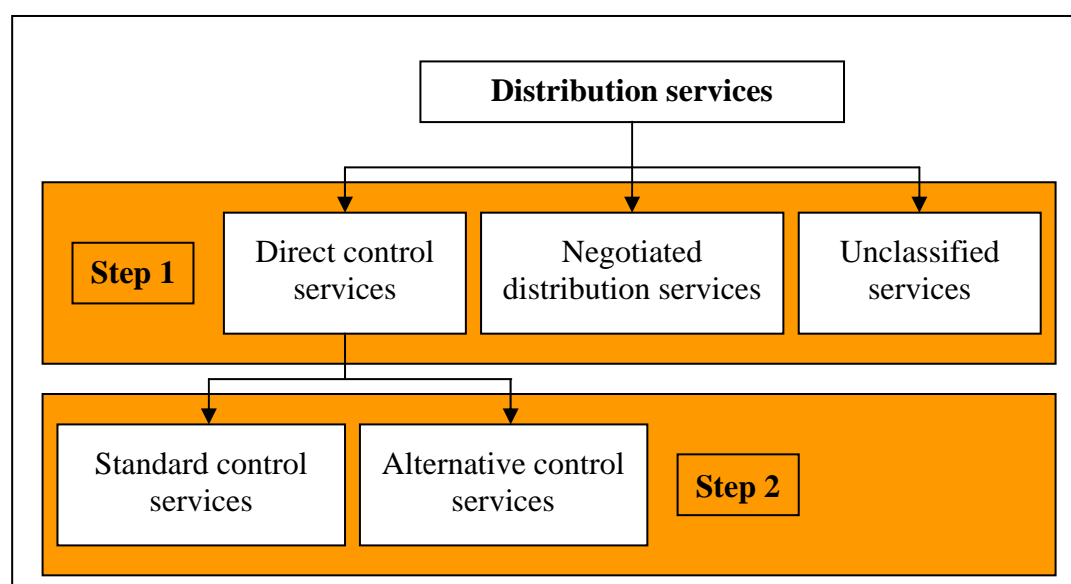 Distribution services
Step 1
Direct control
services
Negotiated
distribution services
Unclassified
services
Standard control
services
Alternative control
services
Step 2